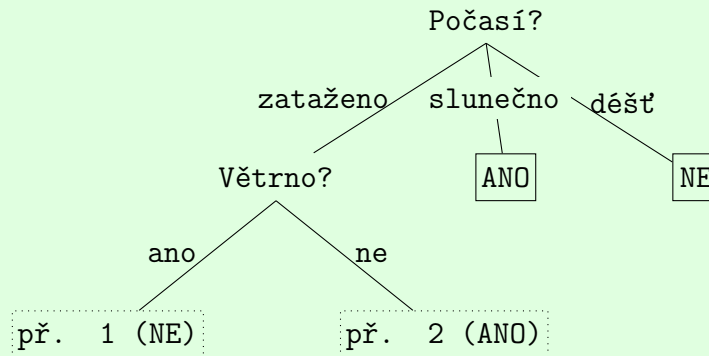 Počasí?
zataženo slunečno déšť
Větrno? ANO NE
ano ne
př. 1 (NE) př. 2 (ANO)